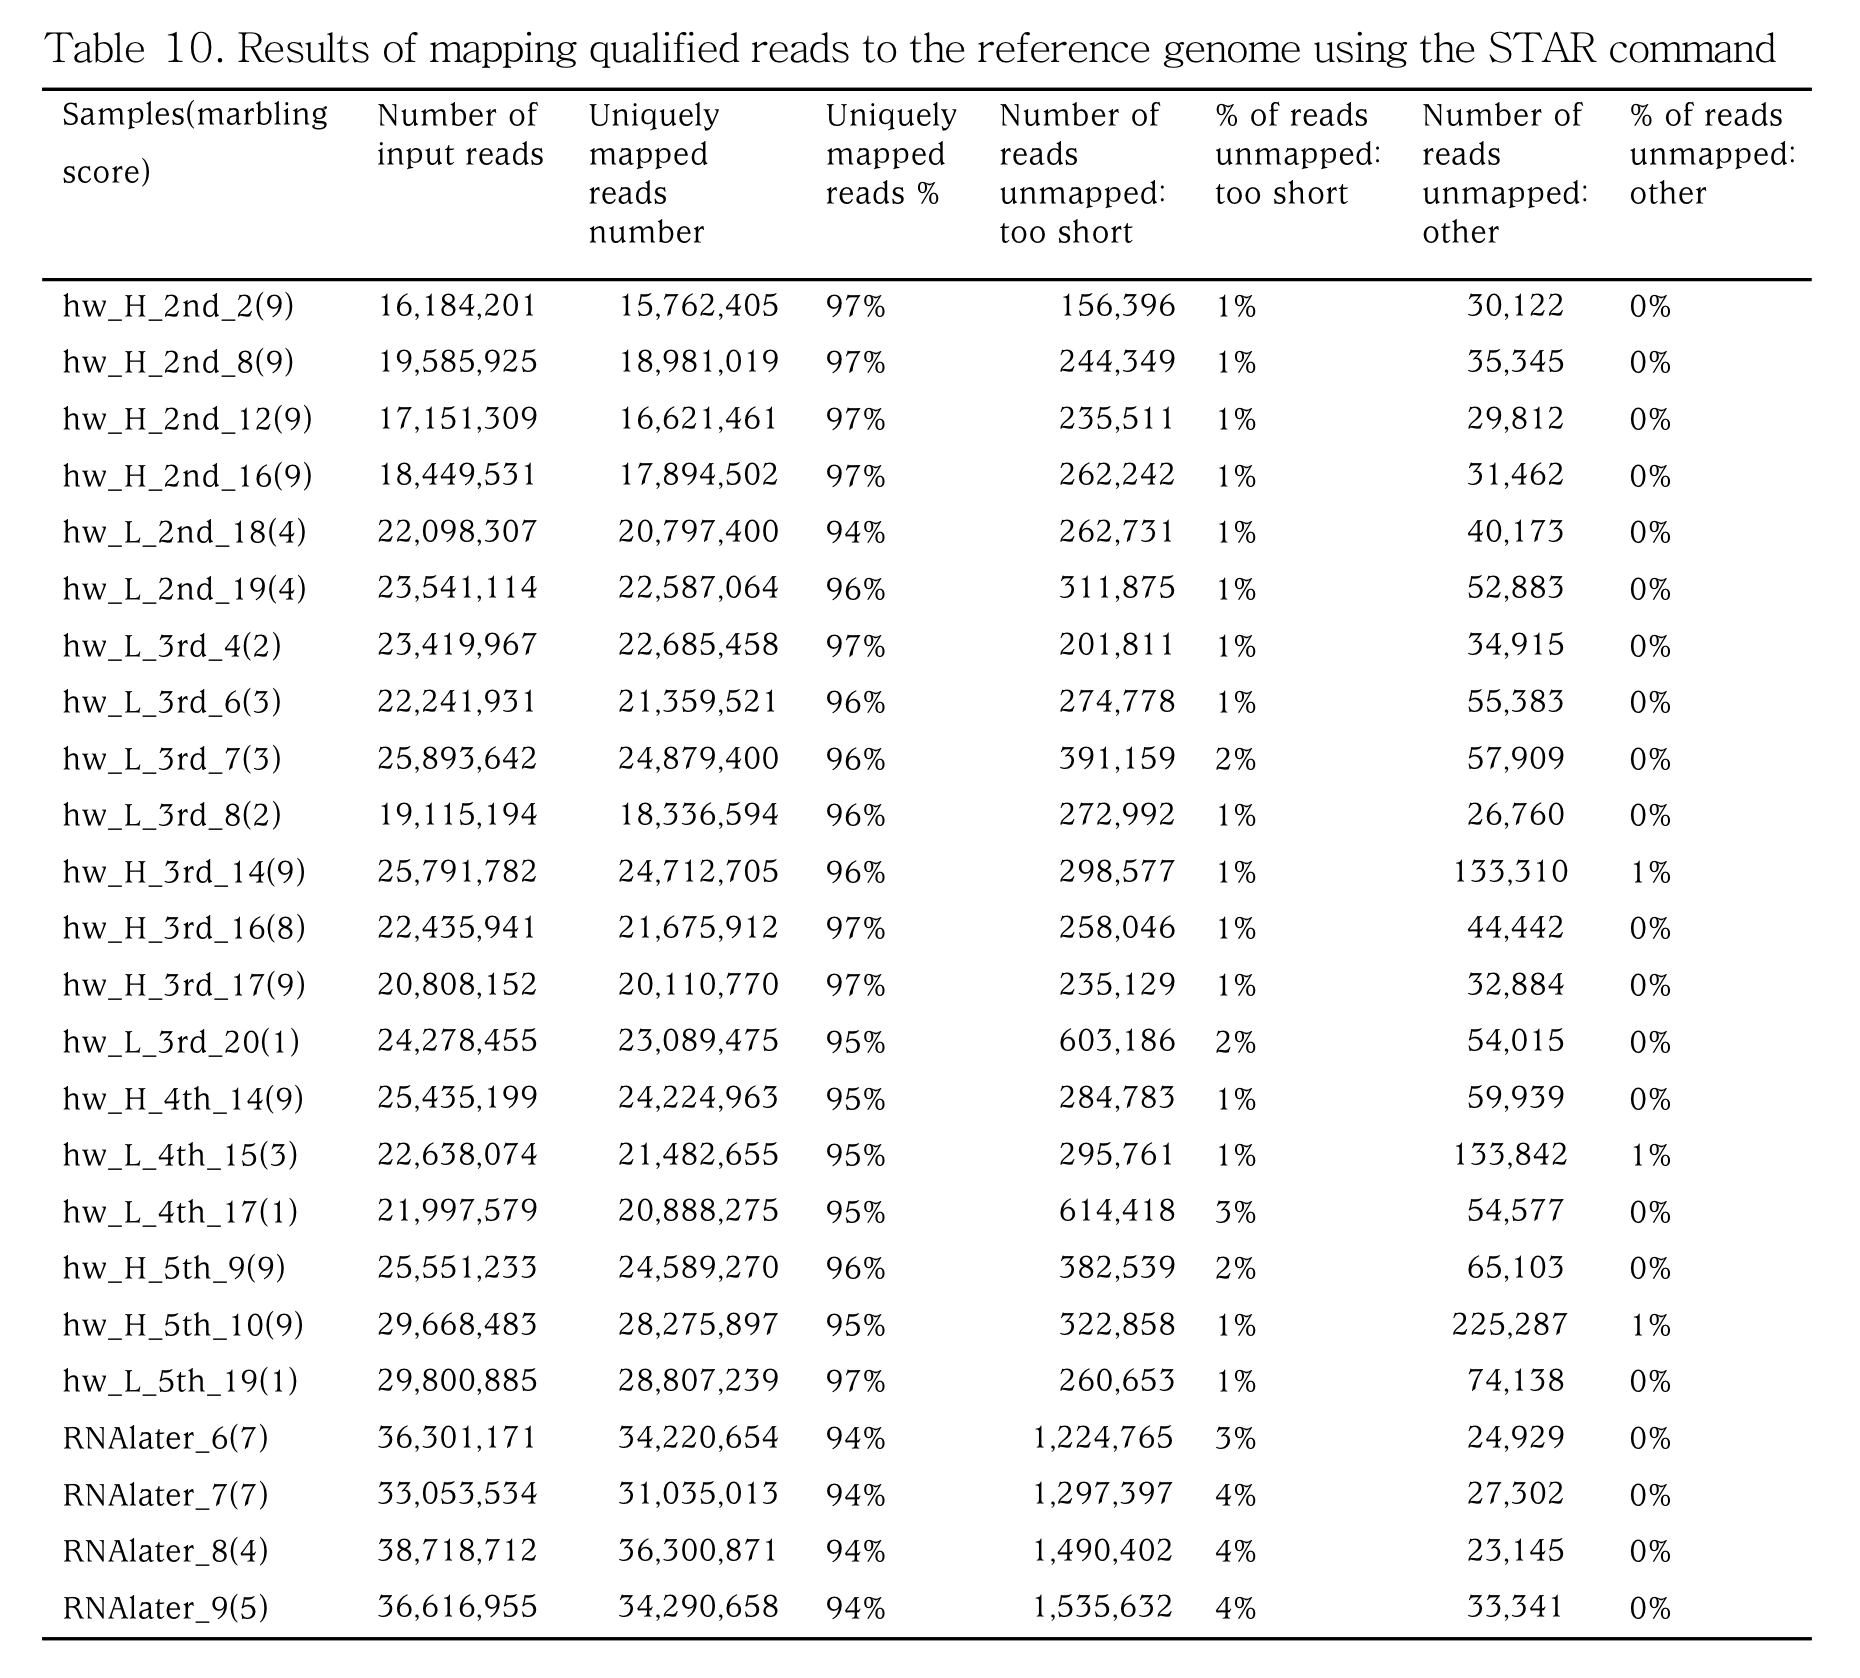 Table 10. Results of mapping qualified reads to the reference genome using the STAR command
Samples(marbling score) Number of input reads Uniquely mapped reads number Uniquely mapped reads % Number of reads unmapped: too short % of reads unmapped: too short Number of reads unmapped: other % of reads unmapped: other
hw_H_2nd_2(9) 16,184,201 15,762,405 97% 156,396 1% 30,122 0%
hw_H_2nd_8(9) 19,585,925 18,981,019 97% 244,349 1% 35,345 0%
hw_H_2nd_12(9) 17,151,309 16,621,461 97% 235,511 1% 29,812 0%
hw_H_2nd_16(9) 18,449,531 17,894,502 97% 262,242 1% 31,462 0%
hw_L_2nd_18(4) 22,098,307 20,797,400 94% 262,731 1% 40,173 0%
hw_L_2nd_19(4) 23,541,114 22,587,064 96% 311,875 1% 52,883 0%
hw_L_3rd_4(2) 23,419,967 22,685,458 97% 201,811 1% 34,915 0%
hw_L_3rd_6(3) 22,241,931 21,359,521 96% 274,778 1% 55,383 0%
hw_L_3rd_7(3) 25,893,642 24,879,400 96% 391,159 2% 57,909 0%
hw_L_3rd_8(2) 19,115,194 18,336,594 96% 272,992 1% 26,760 0%
hw_H_3rd_14(9) 25,791,782 24,712,705 96% 298,577 1% 133,310 1%
hw_H_3rd_16(8) 22,435,941 21,675,912 97% 258,046 1% 44,442 0%
hw_H_3rd_17(9) 20,808,152 20,110,770 97% 235,129 1% 32,884 0%
hw_L_3rd_20(1) 24,278,455 23,089,475 95% 603,186 2% 54,015 0%
hw_H_4th_14(9) 25,435,199 24,224,963 95% 284,783 1% 59,939 0%
hw_L_4th_15(3) 22,638,074 21,482,655 95% 295,761 1% 133,842 1%
hw_L_4th_17(1) 21,997,579 20,888,275 95% 614,418 3% 54,577 0%
hw_H_5th_9(9) 25,551,233 24,589,270 96% 382,539 2% 65,103 0%
hw_H_5th_10(9) 29,668,483 28,275,897 95% 322,858 1% 225,287 1%
hw_L_5th_19(1) 29,800,885 28,807,239 97% 260,653 1% 74,138 0%
RNAlater_6(7) 36,301,171 34,220,654 94% 1,224,765 3% 24,929 0%
RNAlater_7(7) 33,053,534 31,035,013 94% 1,297,397 4% 27,302 0%
RNAlater_8(4) 38,718,712 36,300,871 94% 1,490,402 4% 23,145 0%
RNAlater_9(5) 36,616,955 34,290,658 94% 1,535,632 4% 33,341 0%